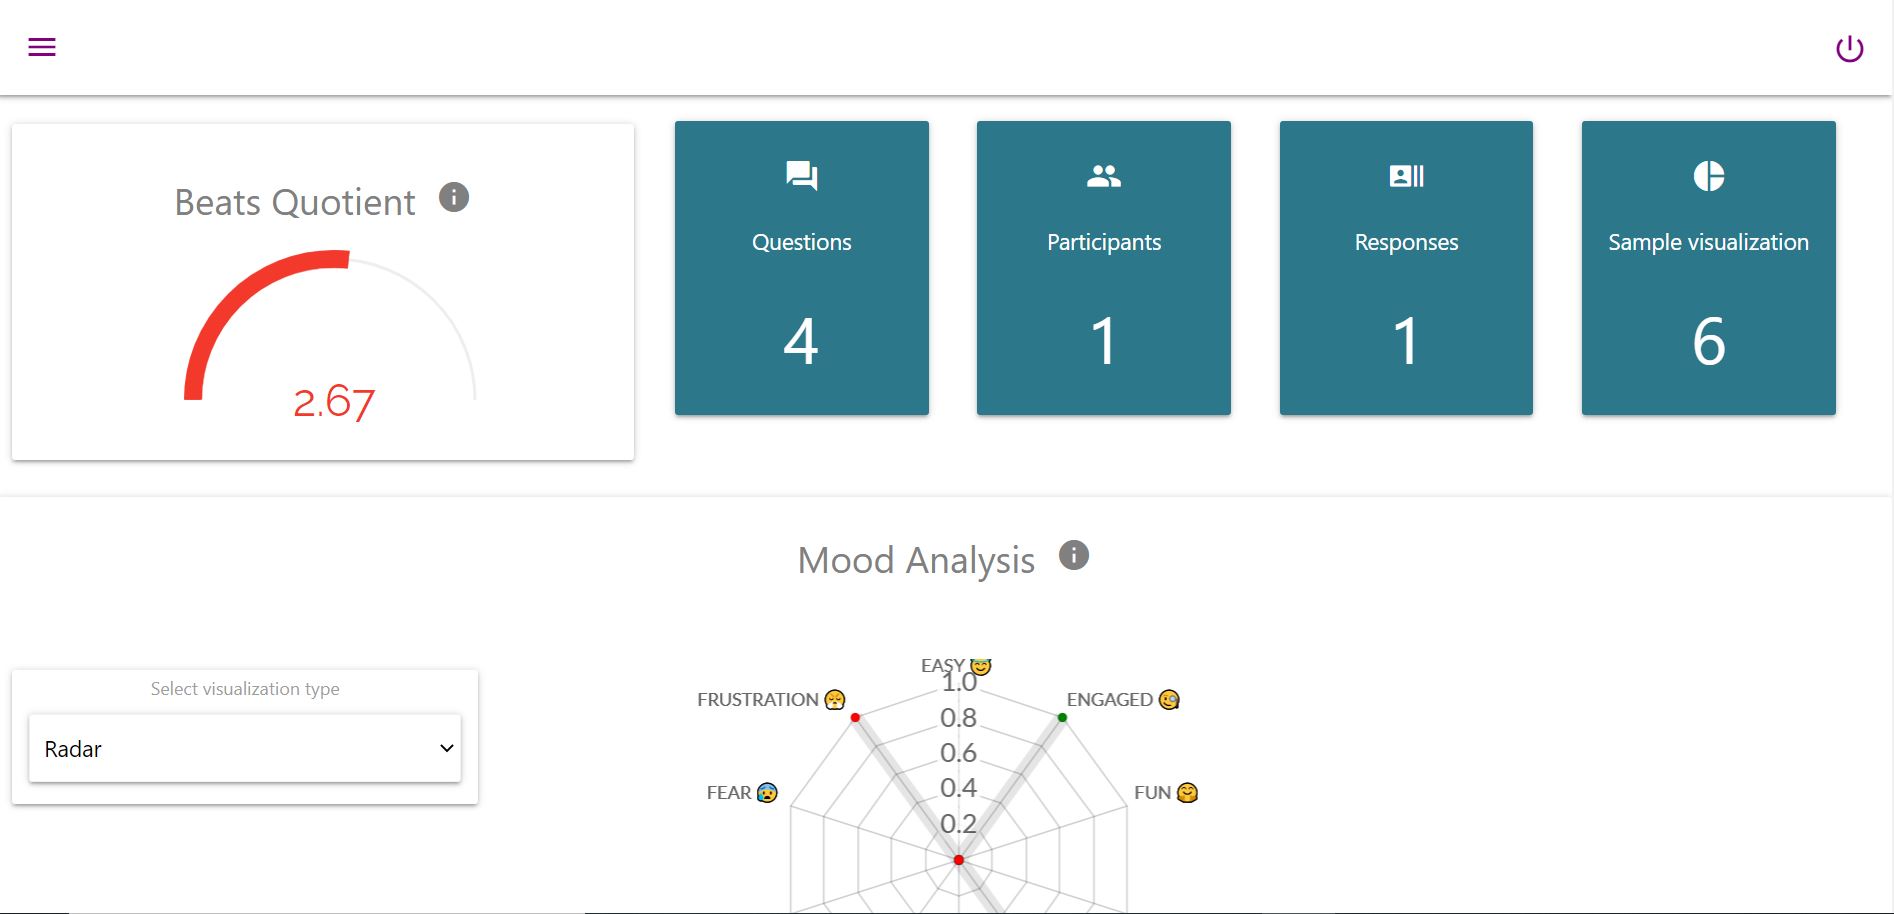 Beats Quotient
2.67
Questions
4
Participants
1
Responses
1
Sample visualization
6
Mood Analysis
Select visualization type
Radar
EASY
1.0
FRUSTRATION
ENGAGED
0.8
0.6
FEAR
0.4
FUN
0.2